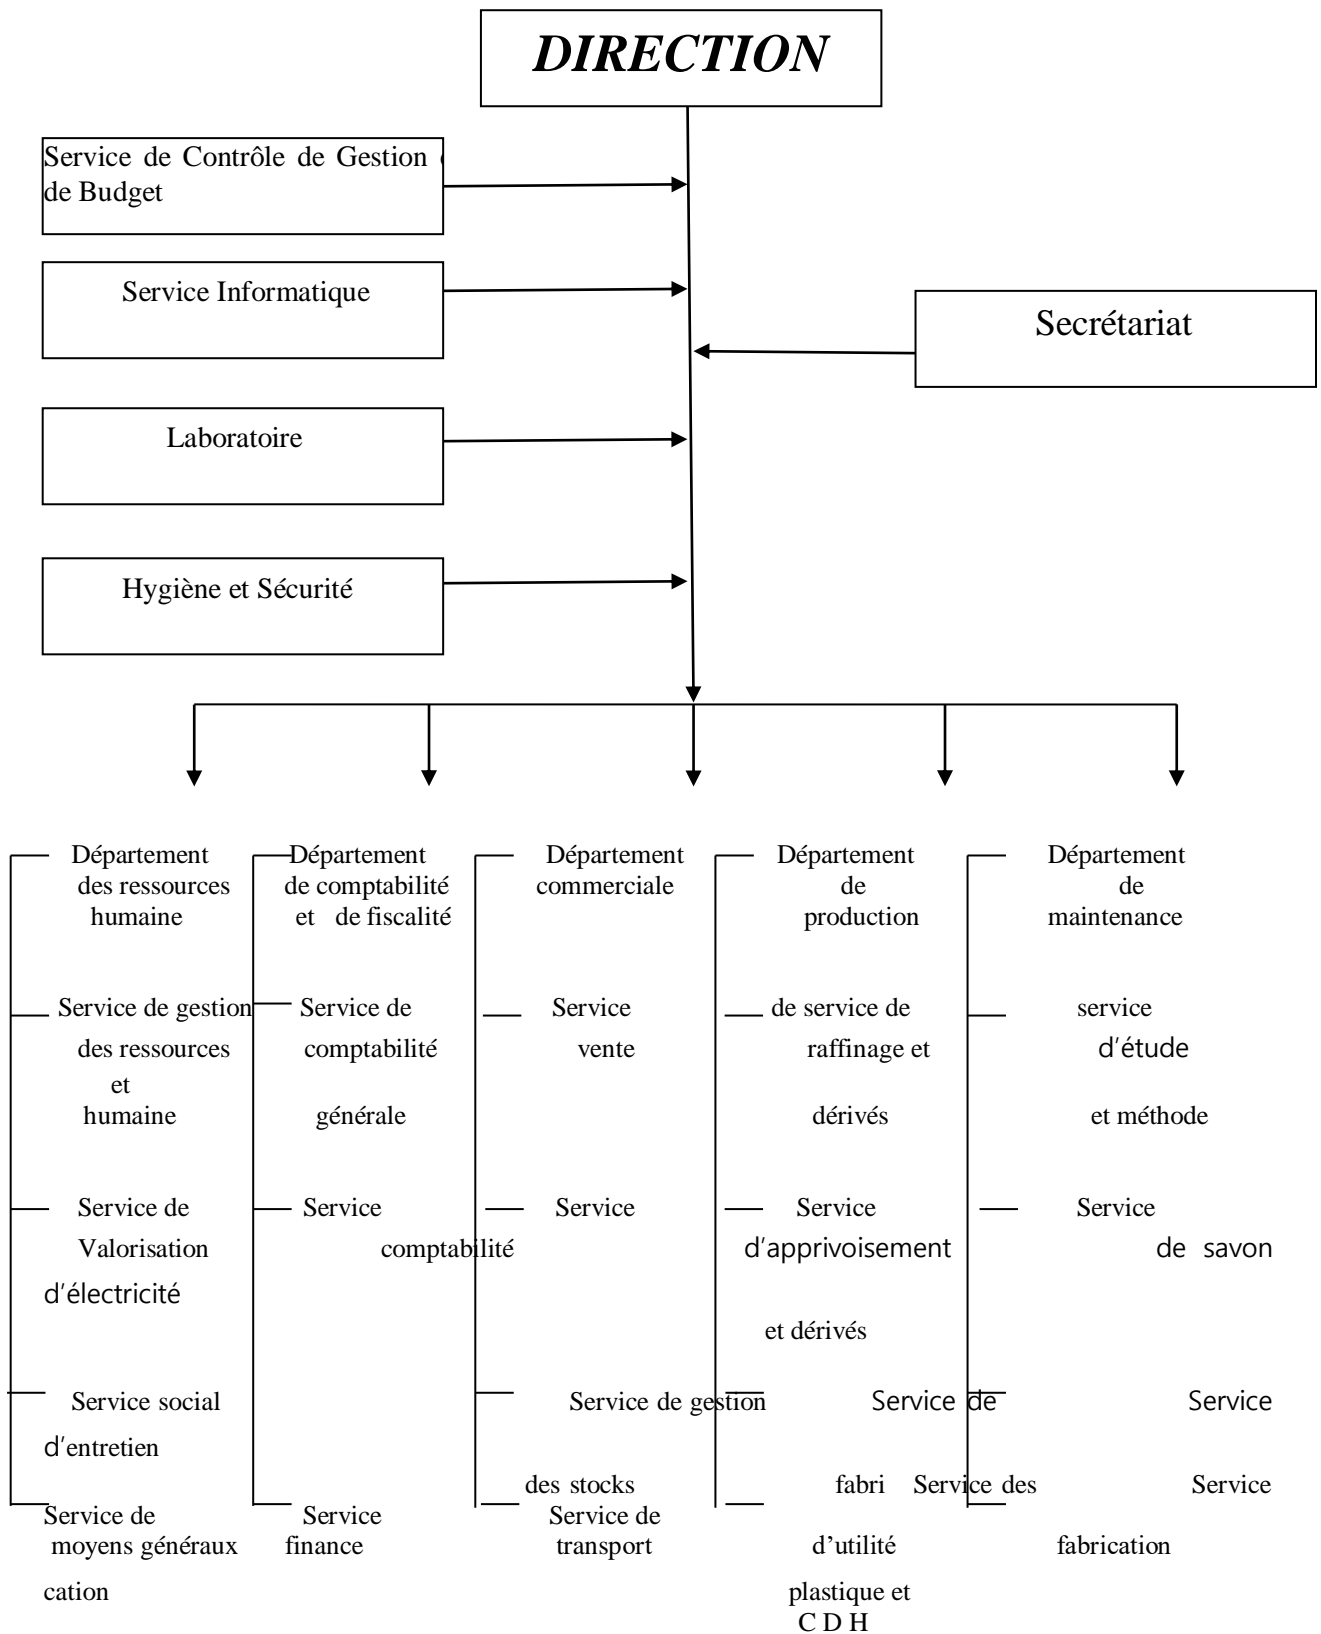 DIRECTION
Service de Contrôle de Gestion
de Budget
Service Informatique
Secrétariat
Laboratoire
Hygiène et Sécurité
Département Département Département Département Département
des ressources de comptabilité commerciale de de
humaine et de fiscalité production maintenance
Service de gestion Service de Service de service de service
des ressources comptabilité vente raffinage et d'étude
et
humaine générale dérivés et méthode
Service de Service Service Service Service
Valorisation comptabilité d'apprivoisement de savon
d'électricité
et dérivés
Service social Service de gestion Service de Service
d'entretien
des stocks fabri Service des Service
Service de Service Service de
moyens généraux finance transport d'utilité fabrication
cation plastique et
C D H